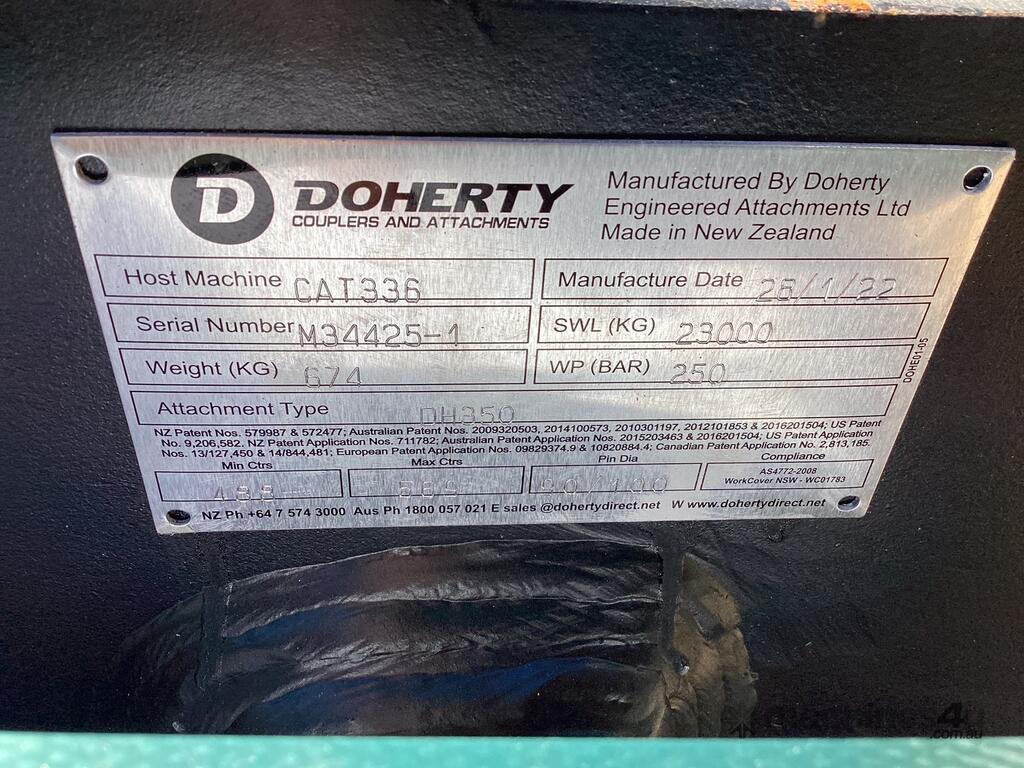 D DOHERTY
COUPLERS AND ATTACHMENTS
Manufactured By Doherty
Engineered Attachments Ltd
Made in New Zealand
Host Machine CAT336
Manufacture Date 26/1/22
Serial Number M34425-1
SWL (KG) 23000
Weight (KG) 674
WP (BAR) 250
DOHE01-05
Attachment Type DH350
NZ Patent Nos. 579987 & 572477; Australian Patent Nos. 2009320503, 2014100573, 2010301197, 2012101853 & 2016201504; US Patent
No. 9,206,582. NZ Patent Application Nos. 711782; Australian Patent Application Nos. 2015203463 & 2016201504; US Patent Application
Nos. 13/127,450 & 14/844,481; European Patent Application Nos. 09829374.9 & 10820884.4; Canadian Patent Application No. 2,813,185.
Min Ctrs
Max Ctrs
Pin Dia
Compliance
488
90/100
AS4772-2008
WorkCover NSW - WC01783
NZ Ph +64 7 574 3000 Aus Ph 1800 057 021 E sales @dohertydirect.net W www.dohertydirect.net
4u
.com.au